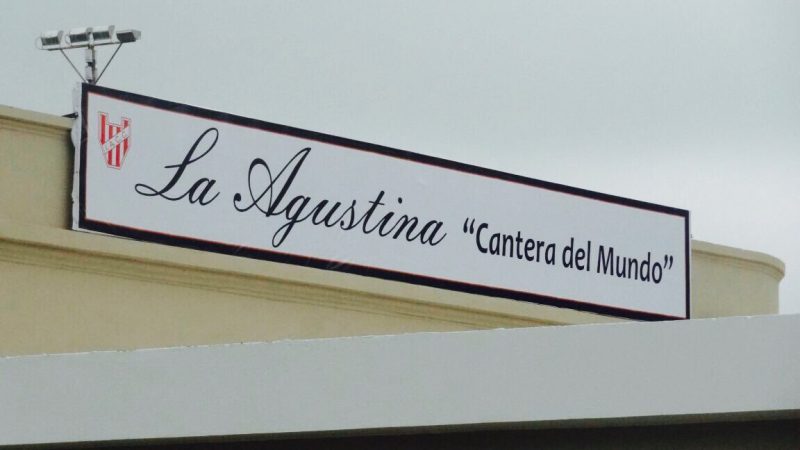 La Agustina “Cantera del Mundo”